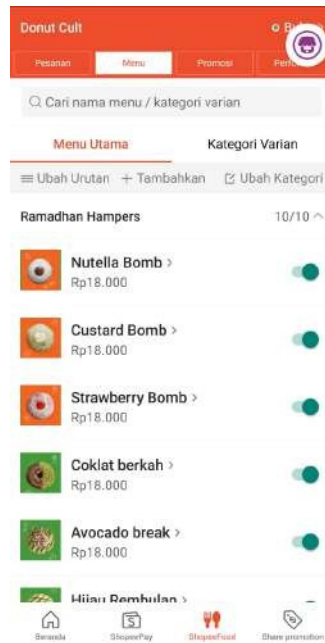 Donut Cult
Pesanan Menu Promosi
Cari nama menu / kategori varian
Menu Utama Kategori Varian
Ubah Urutan + Tambahkan Ubah Kategori
Ramadhan Hampers 10/10
Nutella Bomb >
Rp18.000
Custard Bomb >
Rp18.000
Strawberry Bomb >
Rp18.000
Coklat berkah >
Rp18.000
Avocado break >
Rp18.000
Hijau Rembulan >
Beranda ShopeePay ShopeeFood Share promotion